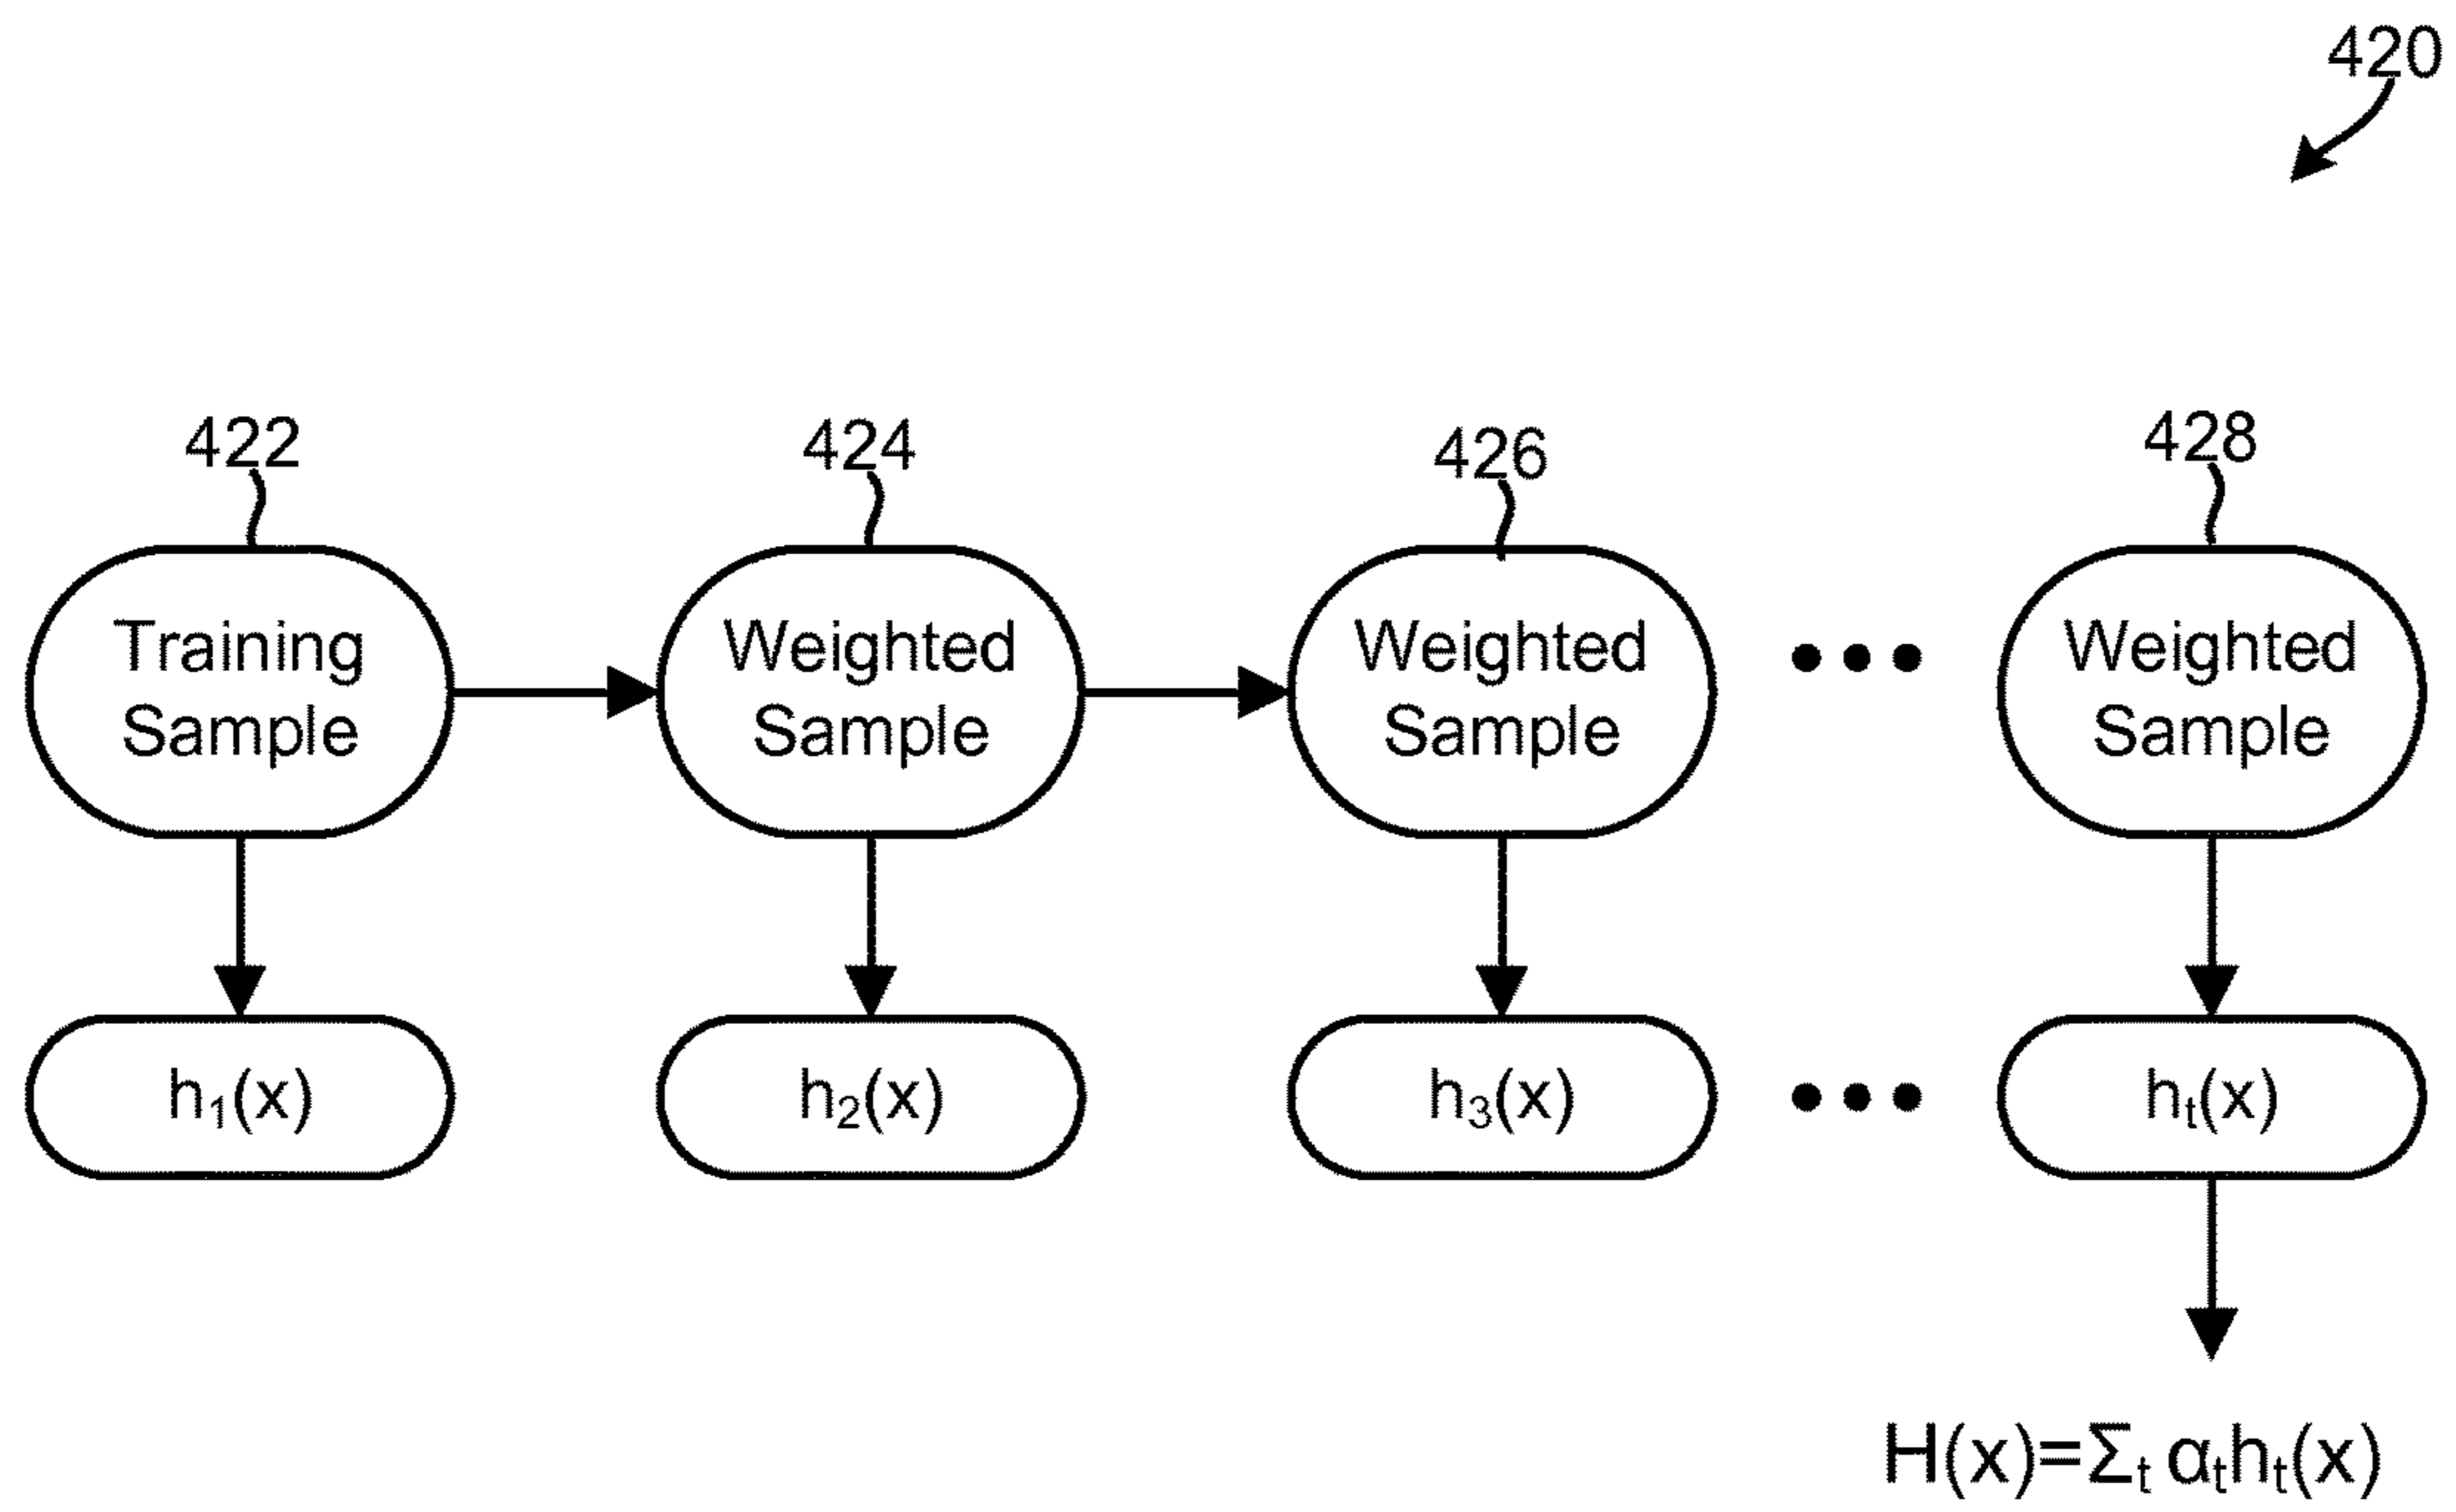 420
422
424
426
428
Training
Sample
Weighted
Sample
Weighted
Sample
Weighted
Sample
h₁(x)
h₂(x)
h₃(x)
hₜ(x)
H(x)=Σₜ αₜhₜ(x)